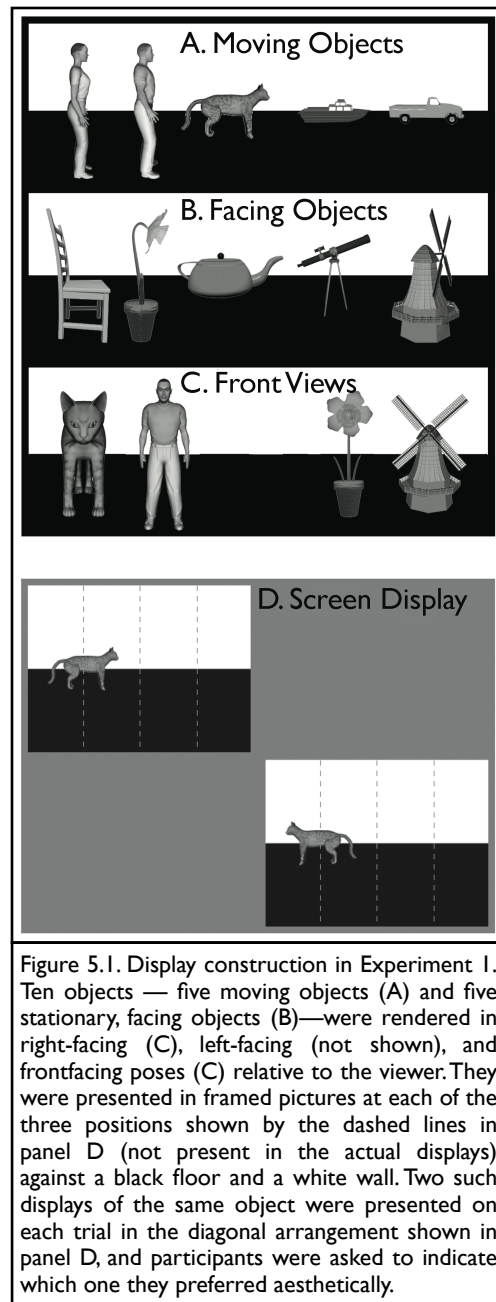 A. Moving Objects
B. Facing Objects
C. Front Views
D. Screen Display
Figure 5.1. Display construction in Experiment 1.
Ten objects — five moving objects (A) and five
stationary, facing objects (B)—were rendered in
right-facing (C), left-facing (not shown), and
frontfacing poses (C) relative to the viewer. They
were presented in framed pictures at each of the
three positions shown by the dashed lines in
panel D (not present in the actual displays)
against a black floor and a white wall. Two such
displays of the same object were presented on
each trial in the diagonal arrangement shown in
panel D, and participants were asked to indicate
which one they preferred aesthetically.